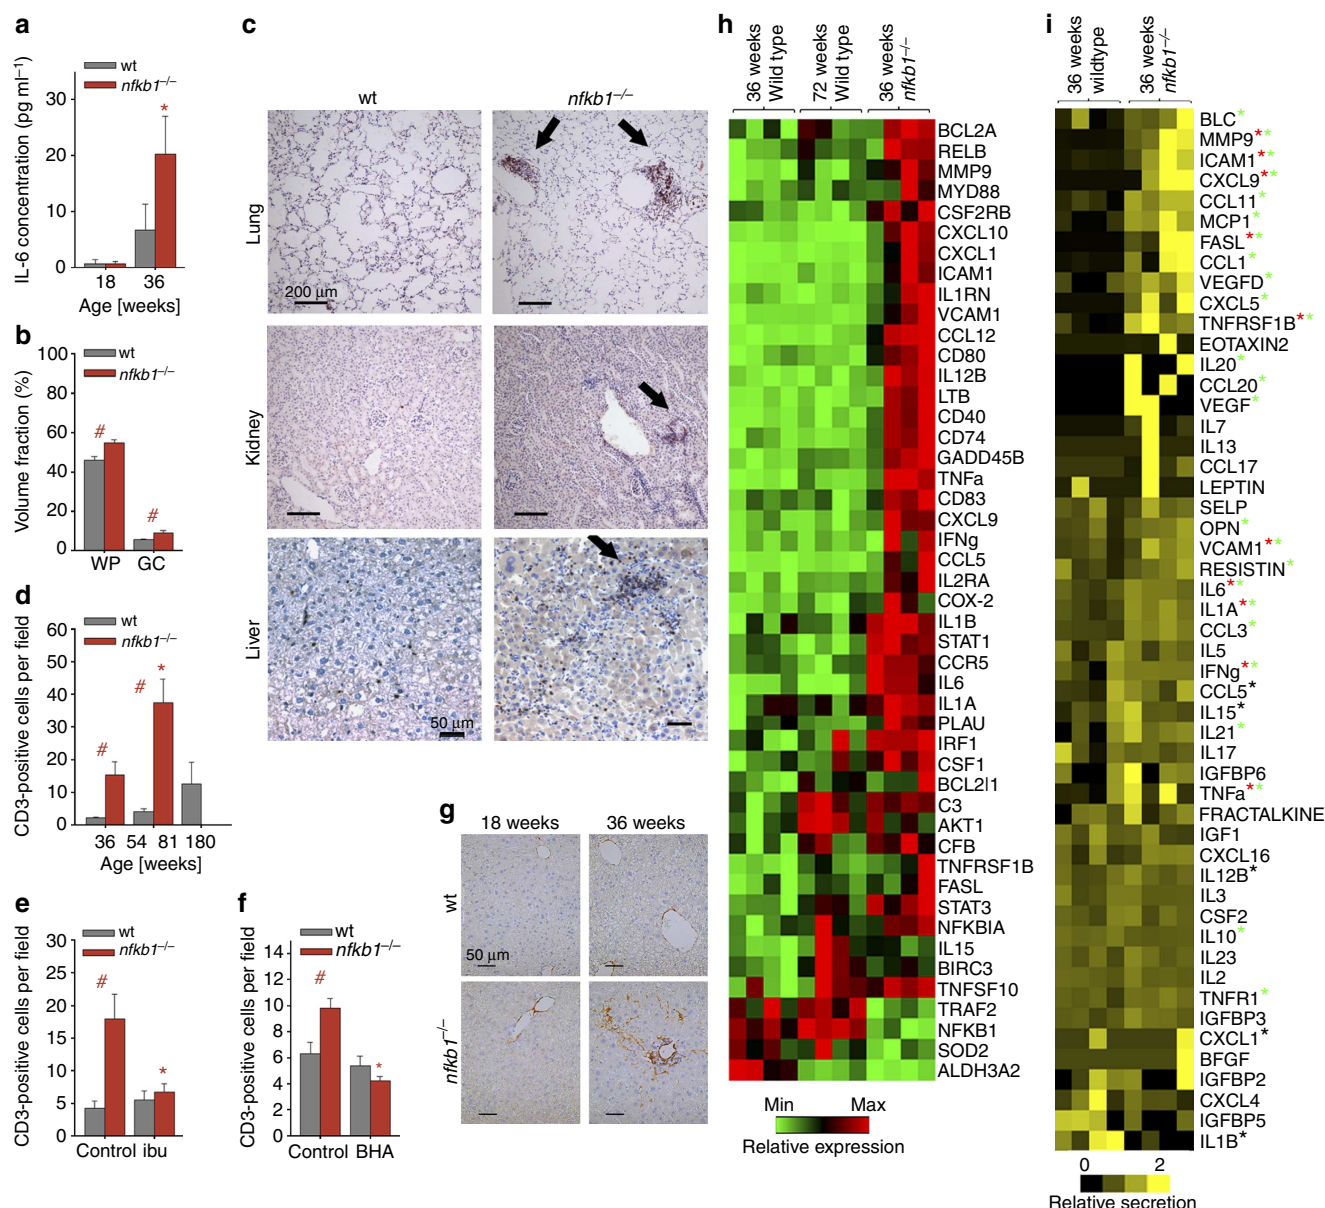 a
wt
nfkb1–/–
IL-6 concentration (pg ml–1)
30
20
10
0
*
18 36
Age [weeks]
b
wt
nfkb1–/–
Volume fraction (%)
100
80
60
40
20
0
# #
WP GC
c
wt nfkb1–/–
Lung
200 µm
Kidney
Liver
50 µm
d
wt
nfkb1–/–
CD3-positive cells per field
60
50
40
30
20
10
0
# # *
36 54 81 180
Age [weeks]
e
wt
nfkb1–/–
CD3-positive cells per field
30
25
20
15
10
5
0
# *
Control ibu
f
wt
nfkb1–/–
CD3-positive cells per field
14
12
10
8
6
4
2
0
# *
Control BHA
g
18 weeks 36 weeks
wt
50 µm
nfkb1–/–
h
36 weeks
Wild type
72 weeks
Wild type
36 weeks
nfkb1–/–
BCL2A
RELB
MMP9
MYD88
CSF2RB
CXCL10
CXCL1
ICAM1
IL1RN
VCAM1
CCL12
CD80
IL12B
LTB
CD40
CD74
GADD45B
TNFa
CD83
CXCL9
IFNg
CCL5
IL2RA
COX-2
IL1B
STAT1
CCR5
IL6
IL1A
PLAU
IRF1
CSF1
BCL2l1
C3
AKT1
CFB
TNFRSF1B
FASL
STAT3
NFKBIA
IL15
BIRC3
TNFSF10
TRAF2
NFKB1
SOD2
ALDH3A2
Min Max
Relative expression
i
36 weeks
wildtype
36 weeks
nfkb1–/–
BLC*
MMP9**
ICAM1**
CXCL9**
CCL11*
MCP1*
FASL**
CCL1*
VEGFD*
CXCL5*
TNFRSF1B**
EOTAXIN2
IL20*
CCL20*
VEGF*
IL7
IL13
CCL17
LEPTIN
SELP
OPN*
VCAM1**
RESISTIN*
IL6**
IL1A**
CCL3*
IL5
IFNg**
CCL5*
IL15*
IL21*
IL17
IGFBP6
TNFa**
FRACTALKINE
IGF1
CXCL16
IL12B*
IL3
CSF2
IL10*
IL23
IL2
TNFR1*
IGFBP3
CXCL1*
BFGF
IGFBP2
CXCL4
IGFBP5
IL1B*
0 2
Relative secretion